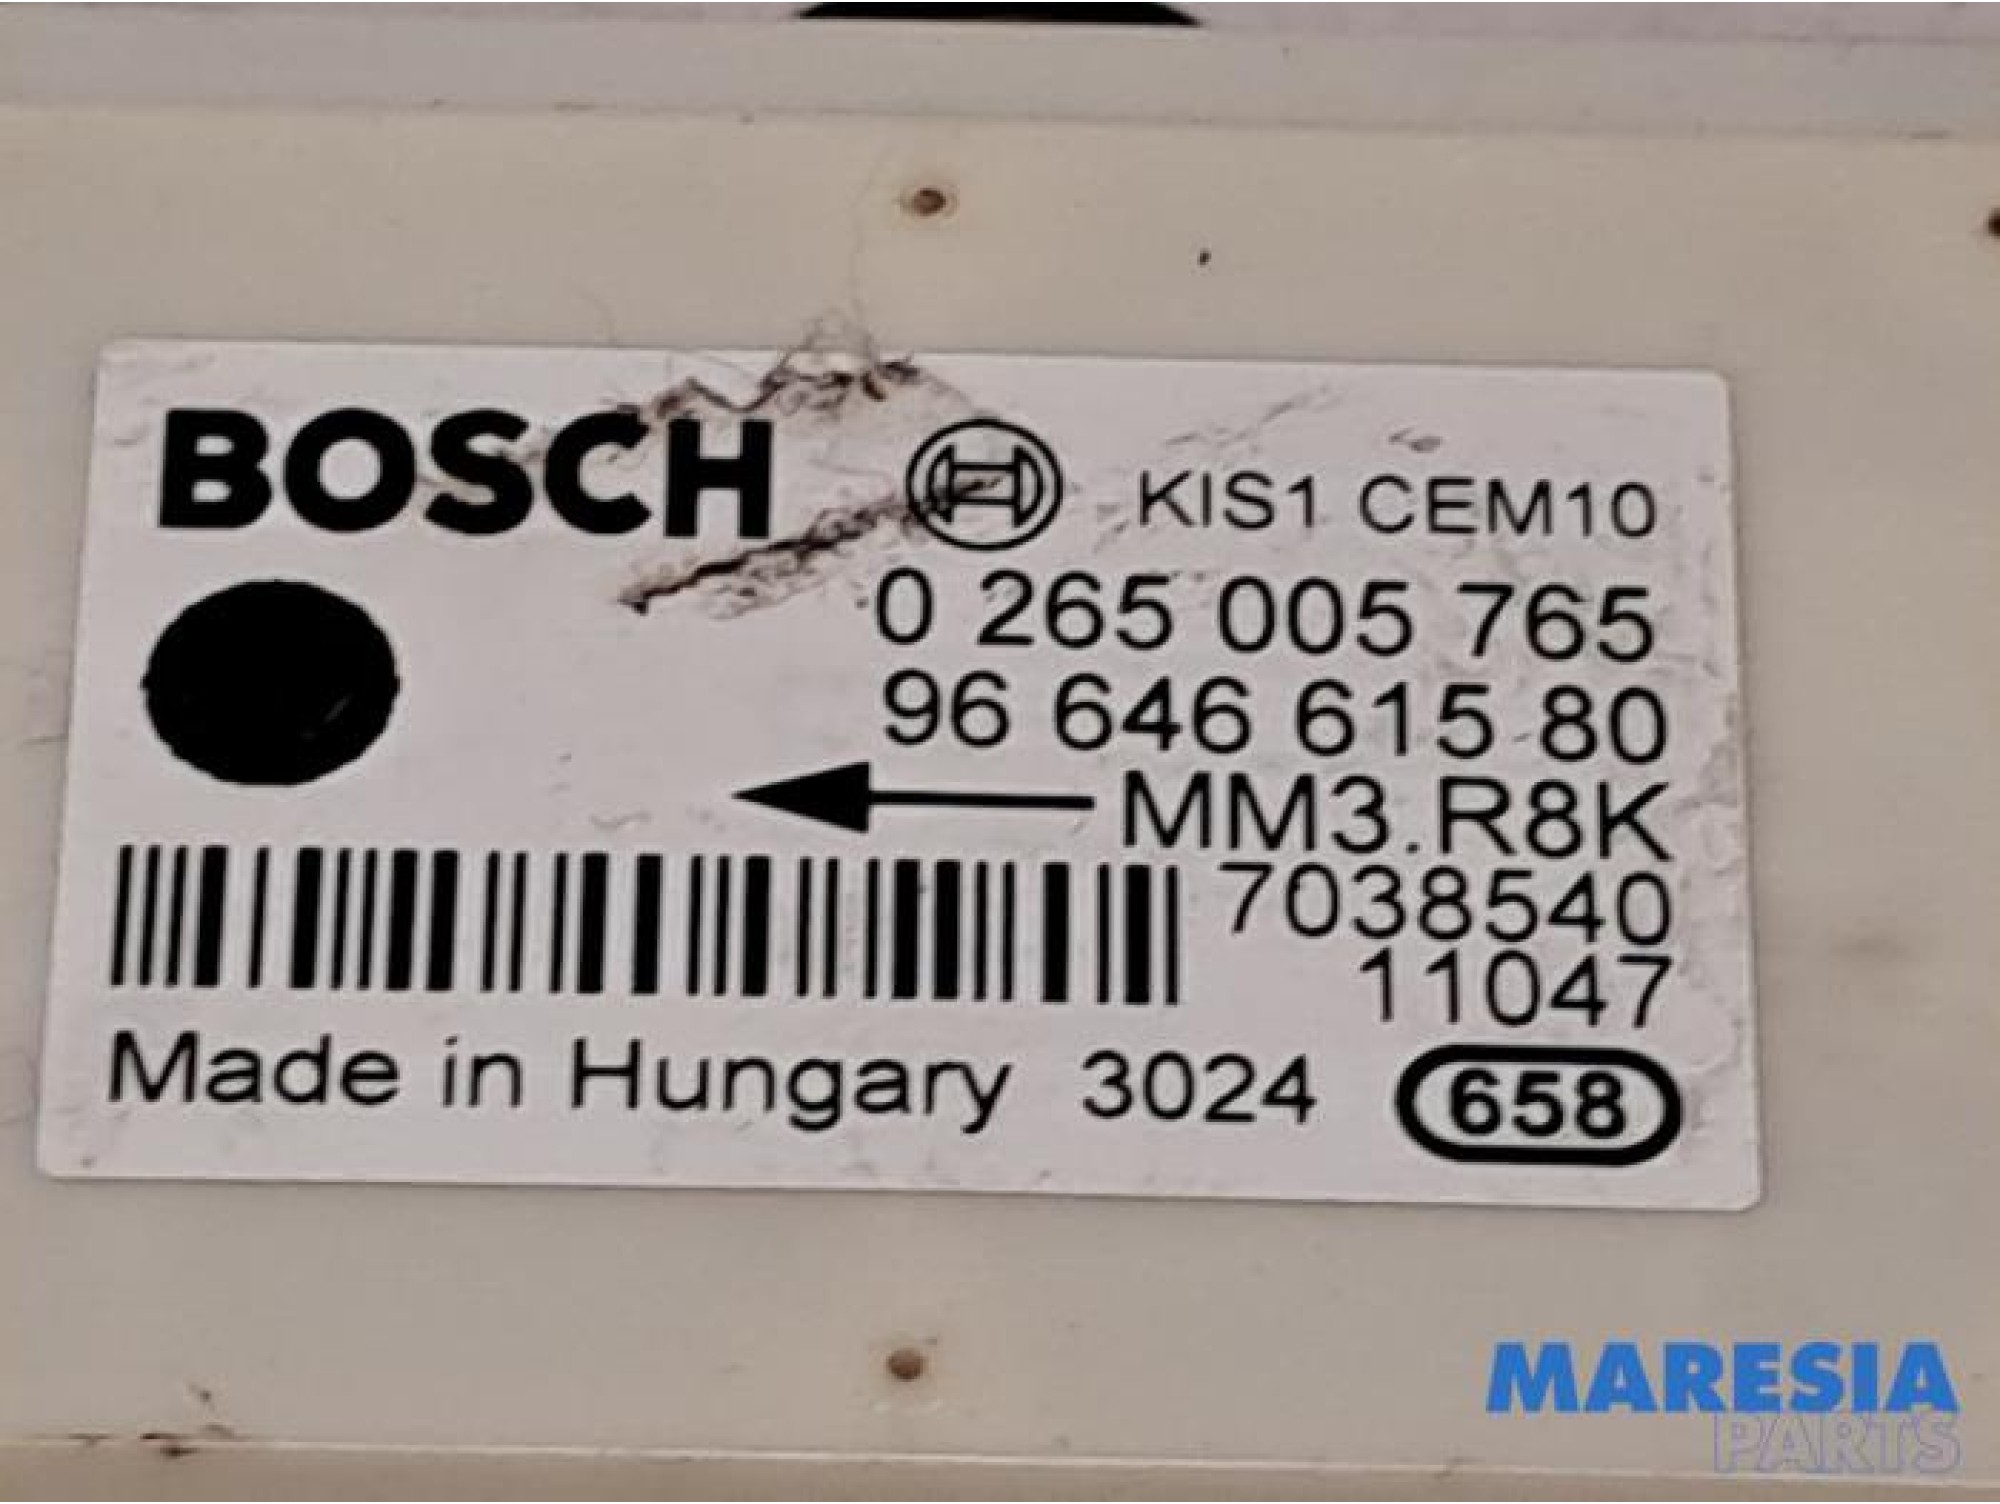 BOSCH KIS1 CEM10
0 265 005 765
96 646 615 80
MM3.R8K
7038540
11047
Made in Hungary 3024 658
MARESIA
PARTS